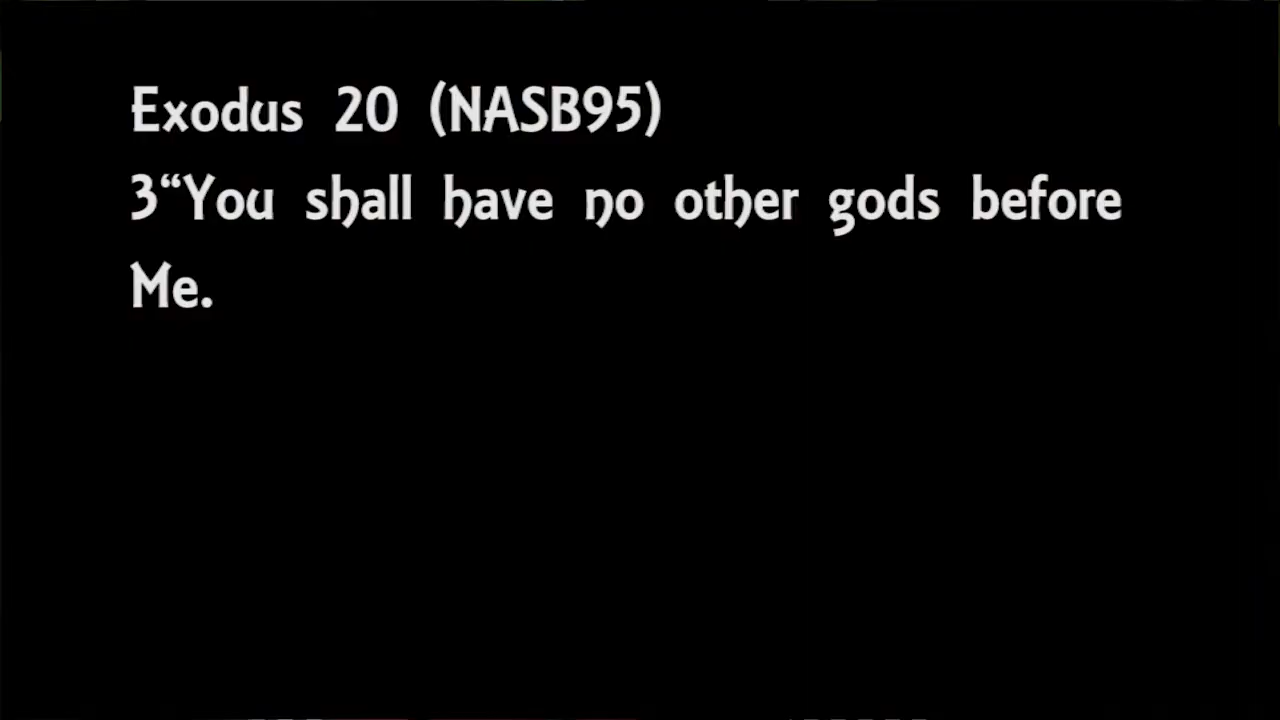 Exodus 20 (NASB95)
3“You shall have no other gods before
Me.